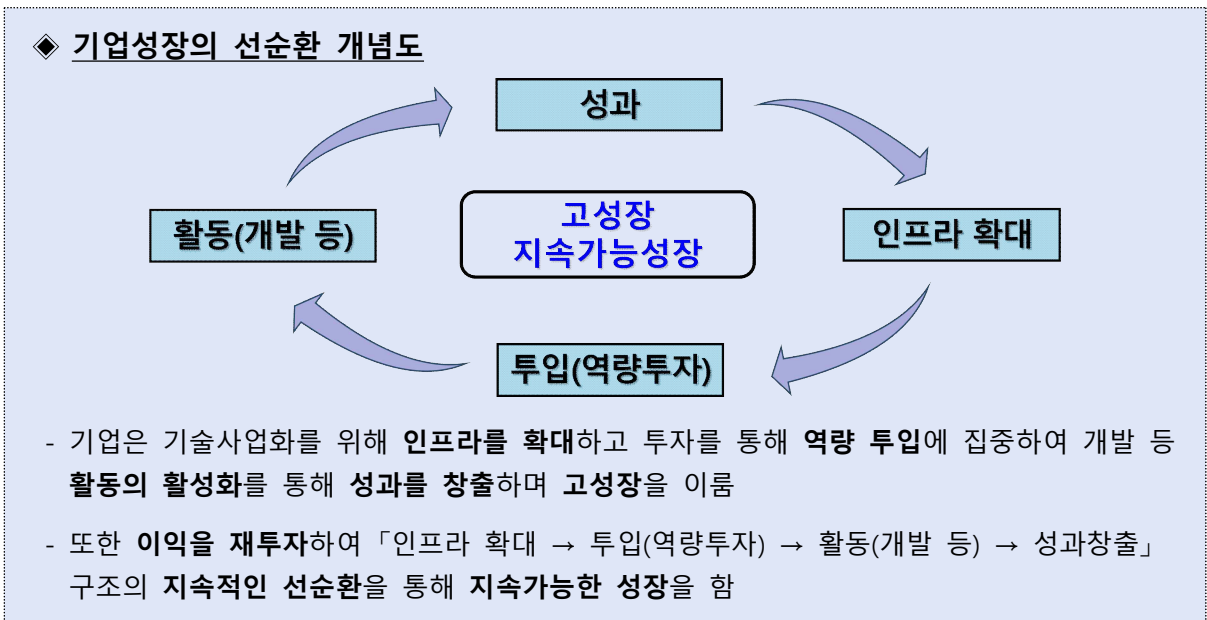 ◈ 기업성장의 선순환 개념도
성과
활동(개발 등)
고성장
지속가능성장
인프라 확대
투입(역량투자)
- 기업은 기술사업화를 위해 인프라를 확대하고 투자를 통해 역량 투입에 집중하여 개발 등
활동의 활성화를 통해 성과를 창출하며 고성장을 이룸
- 또한 이익을 재투자하여「인프라 확대 → 투입(역량투자) → 활동(개발 등) → 성과창출」
구조의 지속적인 선순환을 통해 지속가능한 성장을 함